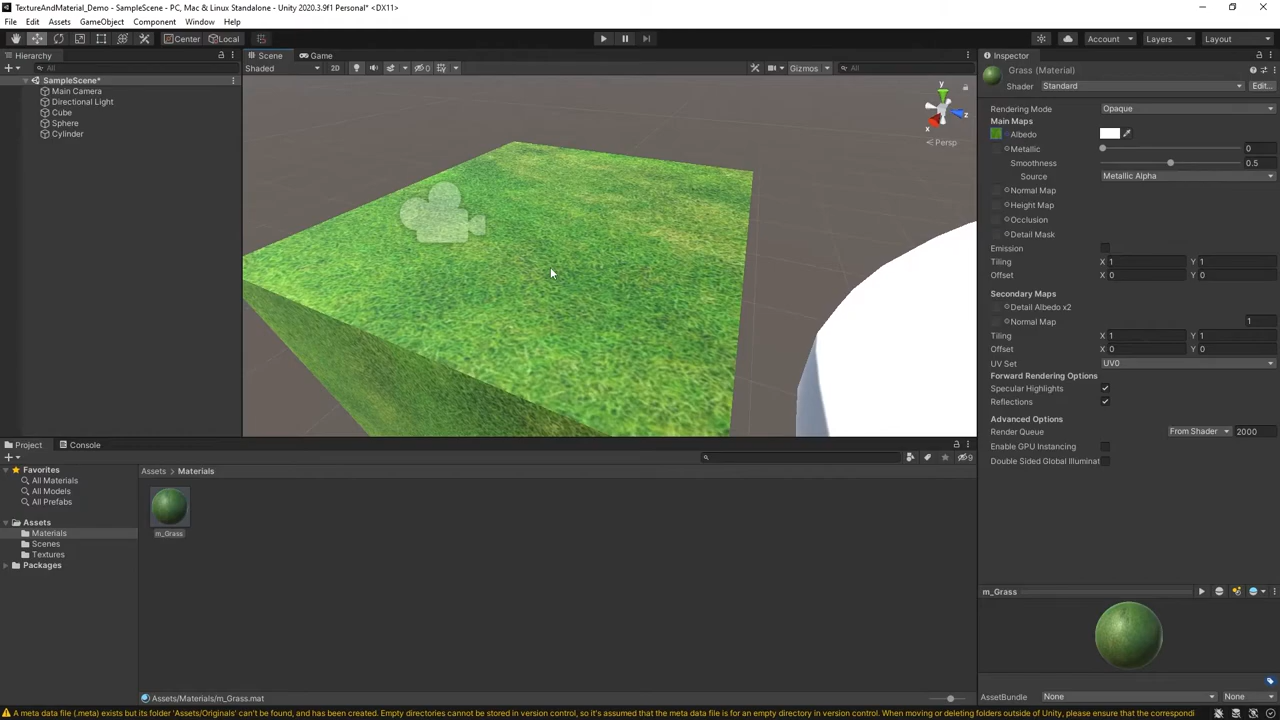 TextureAndMaterial_Demo - SampleScene - PC, Mac & Linux Standalone - Unity 2020.3.9f1 Personal* <DX11>
File Edit Assets GameObject Component Window Help
Center Local Account Layers Layout
Hierarchy
All
SampleScene*
Main Camera
Directional Light
Cube
Sphere
Cylinder
Scene Game
Shaded 2D 0 Gizmos All
y
x
z
Persp
Inspector
Grass (Material)
Shader Standard Edit...
Rendering Mode Opaque
Main Maps
Albedo
Metallic 0
Smoothness 0.5
Source Metallic Alpha
Normal Map
Height Map
Occlusion
Detail Mask
Emission
Tiling X 1 Y 1
Offset X 0 Y 0
Secondary Maps
Detail Albedo x2
Normal Map 1
Tiling X 1 Y 1
Offset X 0 Y 0
UV Set UV0
Forward Rendering Options
Specular Highlights
Reflections
Advanced Options
Render Queue From Shader 2000
Enable GPU Instancing
Double Sided Global Illuminat
Project Console
9
Favorites
All Materials
All Models
All Prefabs
Assets
Materials
Scenes
Textures
Packages
Assets > Materials
m_Grass
Assets/Materials/m_Grass.mat
m_Grass
AssetBundle None None
A meta data file (.meta) exists but its folder 'Assets/Originals' can't be found, and has been created. Empty directories cannot be stored in version control, so it's assumed that the meta data file is for an empty directory in version control. When moving or deleting folders outside of Unity, please ensure that the correspondi